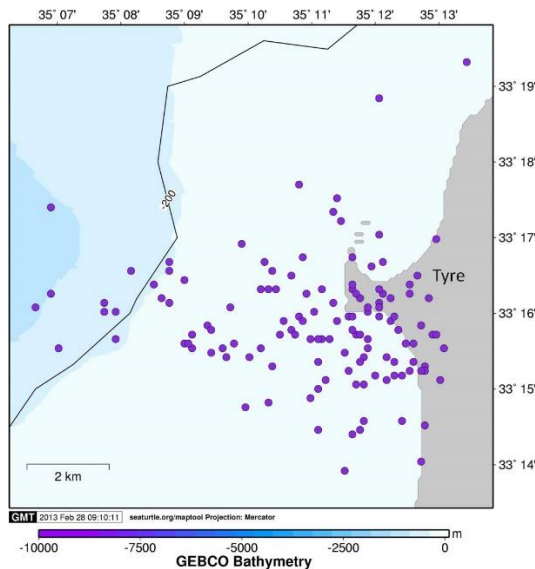 35˚ 07' 35˚ 08' 35˚ 09' 35˚ 10' 35˚ 11' 35˚ 12' 35˚ 13'
33˚ 19'
33˚ 18'
-200
33˚ 17'
Tyre
33˚ 16'
33˚ 15'
2 km
33˚ 14'
GMT 2013 Feb 28 09:10:11 seaturtle.org/maptool Projection: Mercator
m
-10000 -7500 -5000 -2500 0
GEBCO Bathymetry